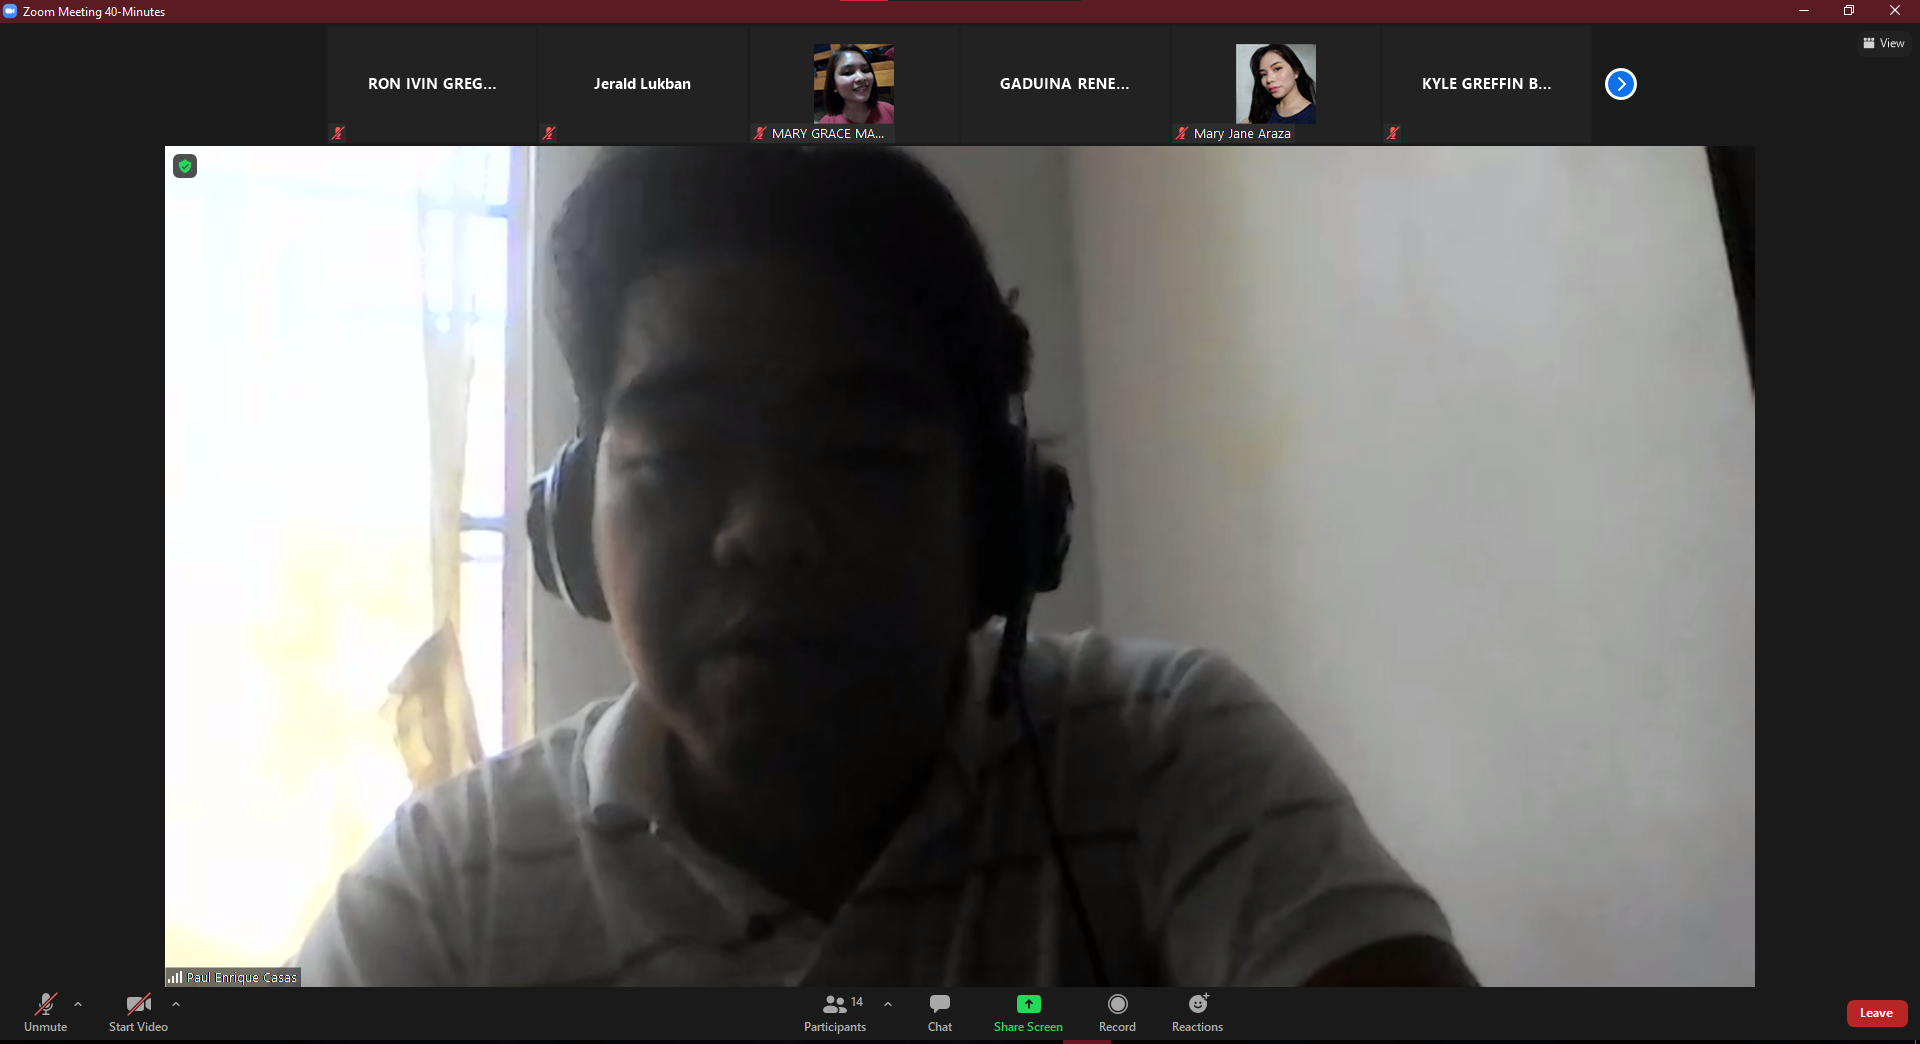 Zoom Meeting 40-Minutes
View
RON IVIN GREG...
Jerald Lukban
MARY GRACE MA...
GADUINA RENE...
Mary Jane Araza
KYLE GREFFIN B...
Paul Enrique Casas
Unmute
Start Video
14
Participants
Chat
Share Screen
Record
Reactions
Leave